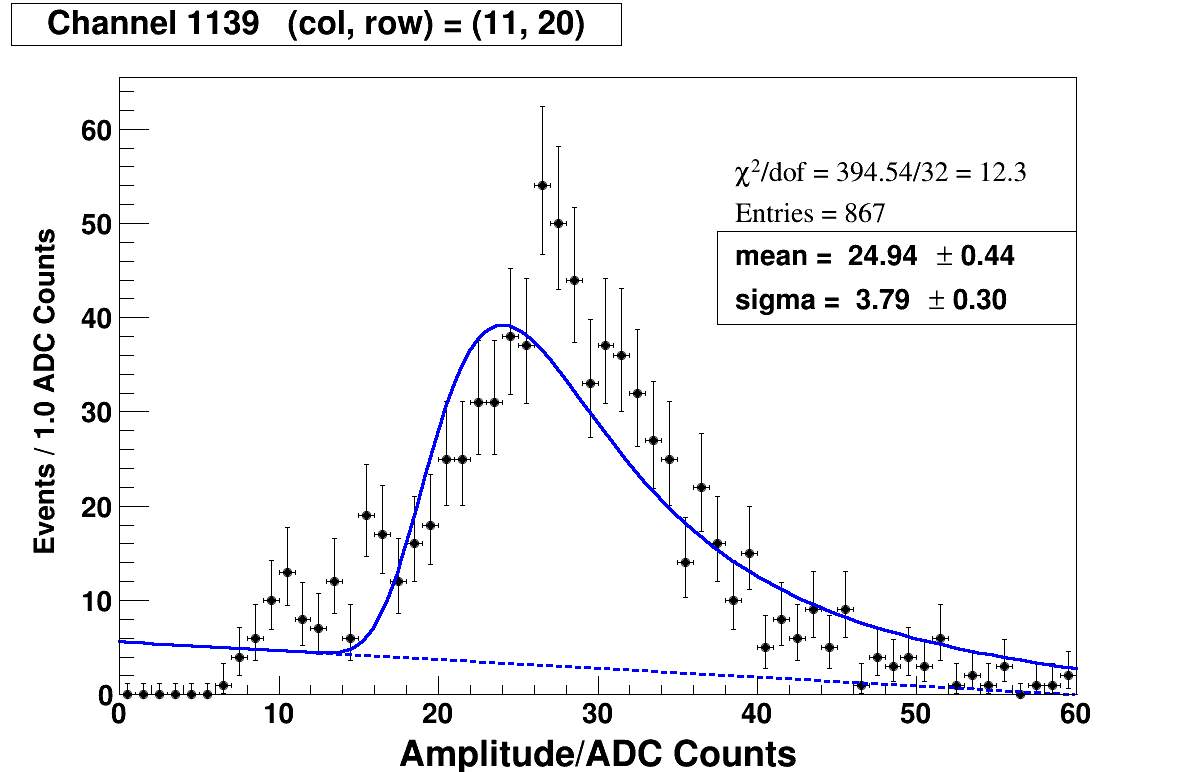 Channel 1139 (col, row) = (11, 20)
χ²/dof = 394.54/32 = 12.3
Entries = 867
mean = 24.94 ± 0.44
sigma = 3.79 ± 0.30
Events / 1.0 ADC Counts
60
50
40
30
20
10
0
0 10 20 30 40 50 60
Amplitude/ADC Counts